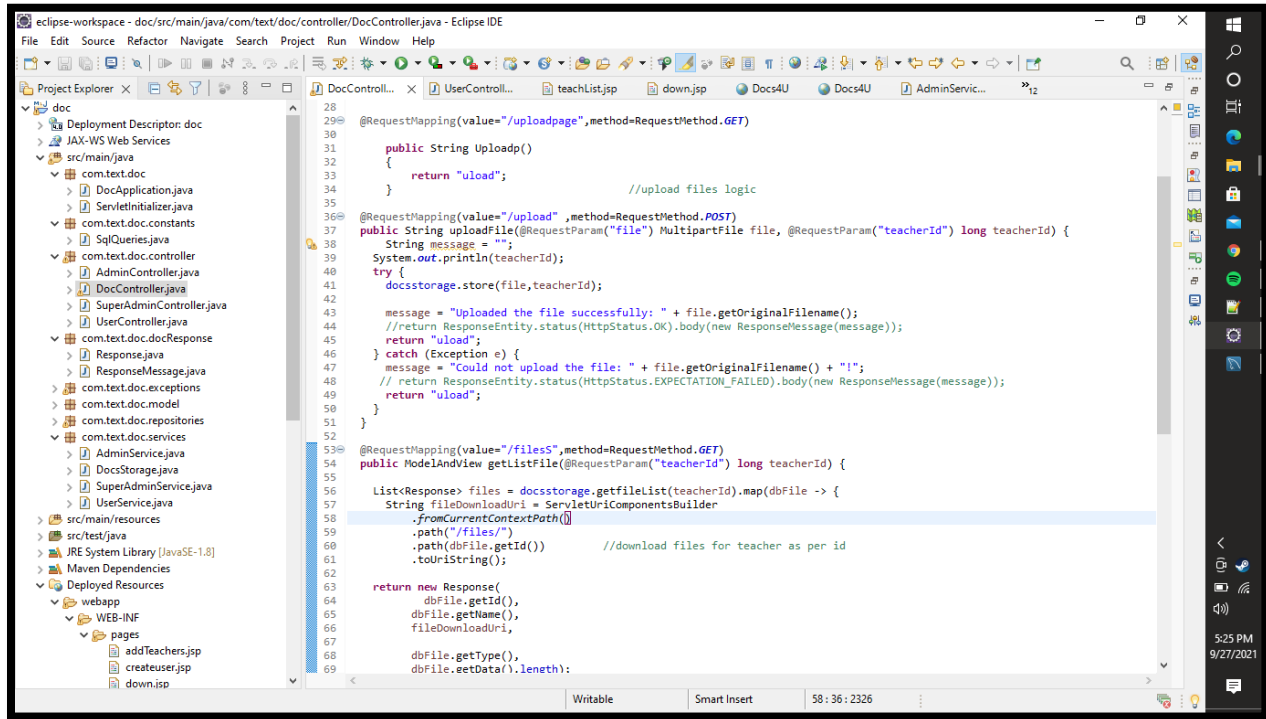 eclipse-workspace - doc/src/main/java/com/text/doc/controller/DocController.java - Eclipse IDE
File Edit Source Refactor Navigate Search Project Run Window Help
Project Explorer
DocControll...
UserControll...
teachList.jsp
down.jsp
Docs4U
Docs4U
AdminServic...
»12
doc
Deployment Descriptor: doc
JAX-WS Web Services
src/main/java
com.text.doc
DocApplication.java
ServletInitializer.java
com.text.doc.constants
SqlQueries.java
com.text.doc.controller
AdminController.java
DocController.java
SuperAdminController.java
UserController.java
com.text.doc.docResponse
Response.java
ResponseMessage.java
com.text.doc.exceptions
com.text.doc.model
com.text.doc.repositories
com.text.doc.services
AdminService.java
DocsStorage.java
SuperAdminService.java
UserService.java
src/main/resources
src/test/java
JRE System Library [JavaSE-1.8]
Maven Dependencies
Deployed Resources
webapp
WEB-INF
pages
addTeachers.jsp
createuser.jsp
down.jsp
28
29 @RequestMapping(value="/uploadpage",method=RequestMethod.GET)
30
31 public String Uploadp()
32 {
33 return "uload";
34 } //upload files logic
35
36 @RequestMapping(value="/upload" ,method=RequestMethod.POST)
37 public String uploadFile(@RequestParam("file") MultipartFile file, @RequestParam("teacherId") long teacherId) {
38 String message = "";
39 System.out.println(teacherId);
40 try {
41 docsstorage.store(file,teacherId);
42
43 message = "Uploaded the file successfully: " + file.getOriginalFilename();
44 //return ResponseEntity.status(HttpStatus.OK).body(new ResponseMessage(message));
45 return "uload";
46 } catch (Exception e) {
47 message = "Could not upload the file: " + file.getOriginalFilename() + "!";
48 // return ResponseEntity.status(HttpStatus.EXPECTATION_FAILED).body(new ResponseMessage(message));
49 return "uload";
50 }
51 }
52
53 @RequestMapping(value="/filesS",method=RequestMethod.GET)
54 public ModelAndView getListFile(@RequestParam("teacherId") long teacherId) {
55
56 List<Response> files = docsstorage.getfileList(teacherId).map(dbFile -> {
57 String fileDownloadUri = ServletUriComponentsBuilder
58 .fromCurrentContextPath()
59 .path("/files/")
60 .path(dbFile.getId()) //download files for teacher as per id
61 .toUriString();
62
63 return new Response(
64 dbFile.getId(),
65 dbFile.getName(),
66 fileDownloadUri,
67
68 dbFile.getType(),
69 dbFile.getData().length);
Writable
Smart Insert
58 : 36 : 2326
5:25 PM
9/27/2021